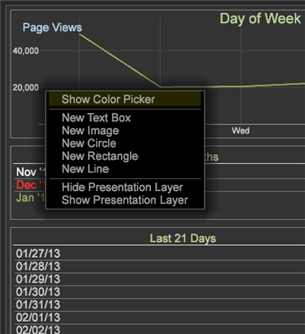 Day of Week
Page Views
40,000
20,000
Wed
Show Color Picker
New Text Box
New Image
New Circle
New Rectangle
New Line
Hide Presentation Layer
Show Presentation Layer
ths
Nov '1
Dec '1
Jan '1
Last 21 Days
01/27/13
01/28/13
01/29/13
01/30/13
01/31/13
02/01/13
02/02/13